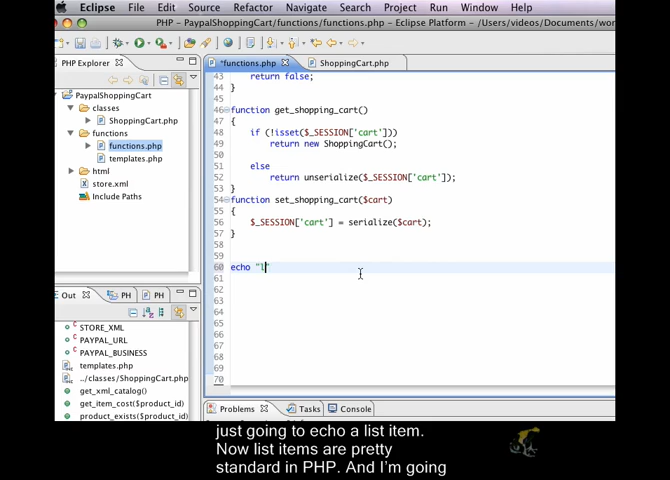 Eclipse File Edit Source Refactor Navigate Search Project Run Window Help
PHP - PaypalShoppingCart/functions/functions.php - Eclipse Platform - /Users/videos/Documents/wor
PHP Explorer
PaypalShoppingCart
classes
ShoppingCart.php
functions
functions.php
templates.php
html
store.xml
Include Paths
Out PH PH
STORE_XML
PAYPAL_URL
PAYPAL_BUSINESS
templates.php
../classes/ShoppingCart.php
get_xml_catalog()
get_item_cost($product_id)
product_exists($product_id)
*functions.php ShoppingCart.php
43 return false;
44 }
45
46 function get_shopping_cart()
47 {
48 if (!isset($_SESSION['cart']))
49 return new ShoppingCart();
50
51 else
52 return unserialize($_SESSION['cart']);
53 }
54 function set_shopping_cart($cart)
55 {
56 $_SESSION['cart'] = serialize($cart);
57 }
58
59
60 echo "l"
61
62
63
64
65
66
67
68
69
70
Problems Tasks Console
just going to echo a list item.
Now list items are pretty
standard in PHP. And I'm going